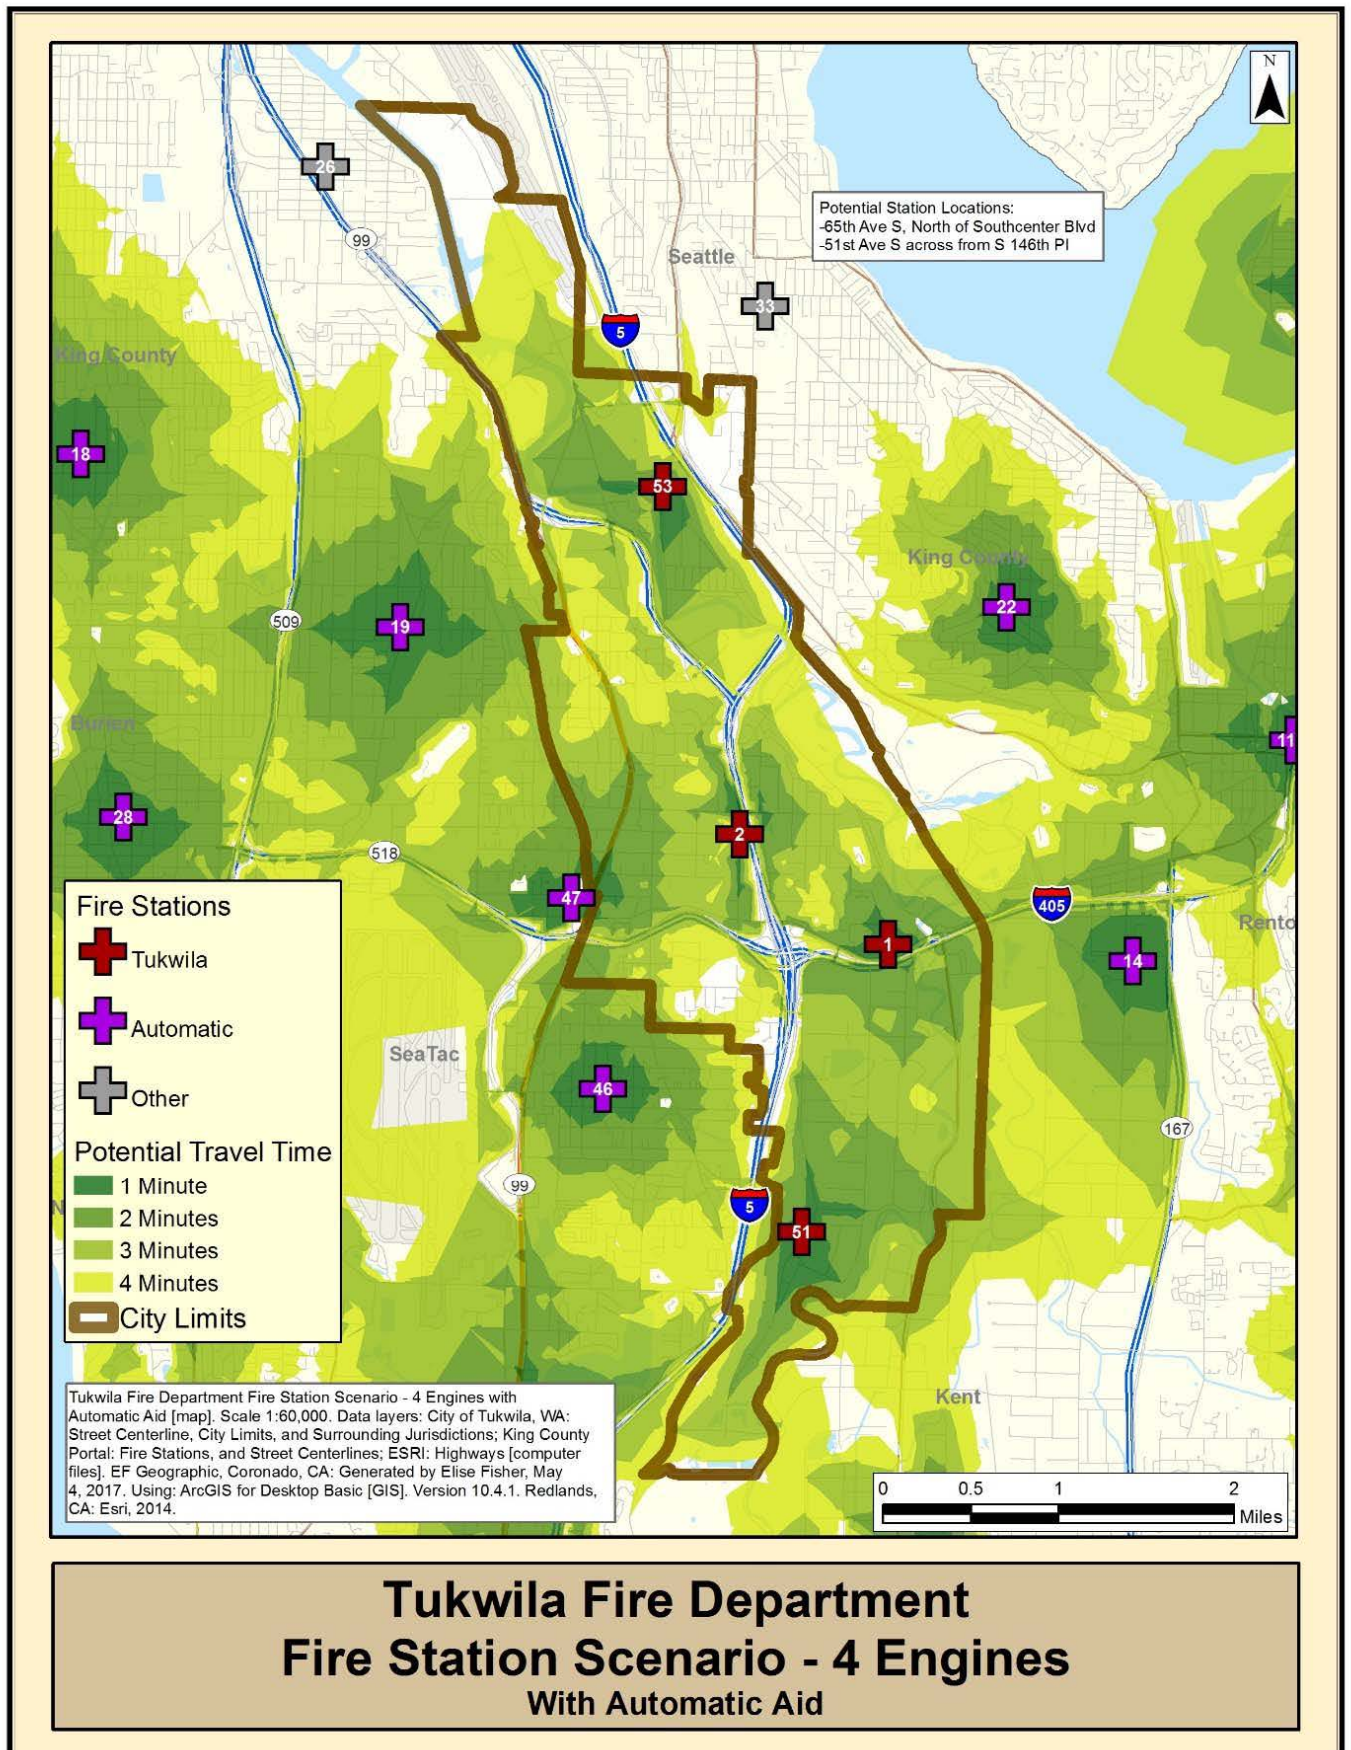 N
26
99
Potential Station Locations:
-65th Ave S, North of Southcenter Blvd
-51st Ave S across from S 146th Pl
Seattle
33
5
King County
18
53
King County
22
509
19
Burien
11
28
2
518
47
405
Rento
1
14
Fire Stations
Tukwila
Automatic
Other
SeaTac
46
167
Potential Travel Time
1 Minute
2 Minutes
3 Minutes
4 Minutes
City Limits
N
99
5
51
Kent
Tukwila Fire Department Fire Station Scenario - 4 Engines with
Automatic Aid [map]. Scale 1:60,000. Data layers: City of Tukwila, WA:
Street Centerline, City Limits, and Surrounding Jurisdictions; King County
Portal: Fire Stations, and Street Centerlines; ESRI: Highways [computer
files]. EF Geographic, Coronado, CA: Generated by Elise Fisher, May
4, 2017. Using: ArcGIS for Desktop Basic [GIS]. Version 10.4.1. Redlands,
CA: Esri, 2014.
0 0.5 1 2
Miles
Tukwila Fire Department
Fire Station Scenario - 4 Engines
With Automatic Aid